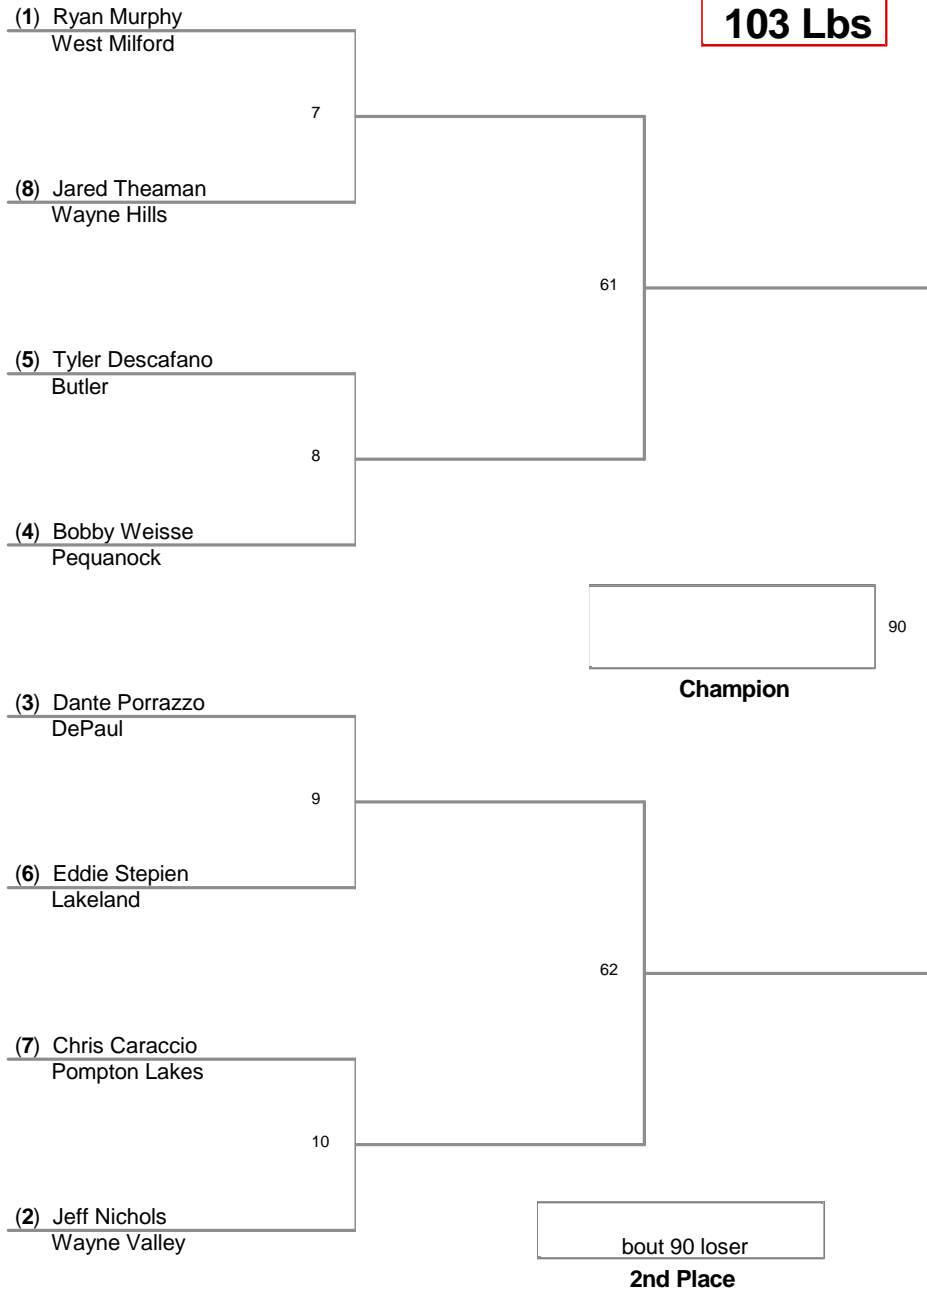 (1) Ryan Murphy
West Milford
103 Lbs
7
(8) Jared Theaman
Wayne Hills
61
(5) Tyler Descafano
Butler
8
(4) Bobby Weisse
Pequanock
90
Champion
(3) Dante Porrazzo
DePaul
9
(6) Eddie Stepien
Lakeland
62
(7) Chris Caraccio
Pompton Lakes
10
(2) Jeff Nichols
Wayne Valley
bout 90 loser
2nd Place